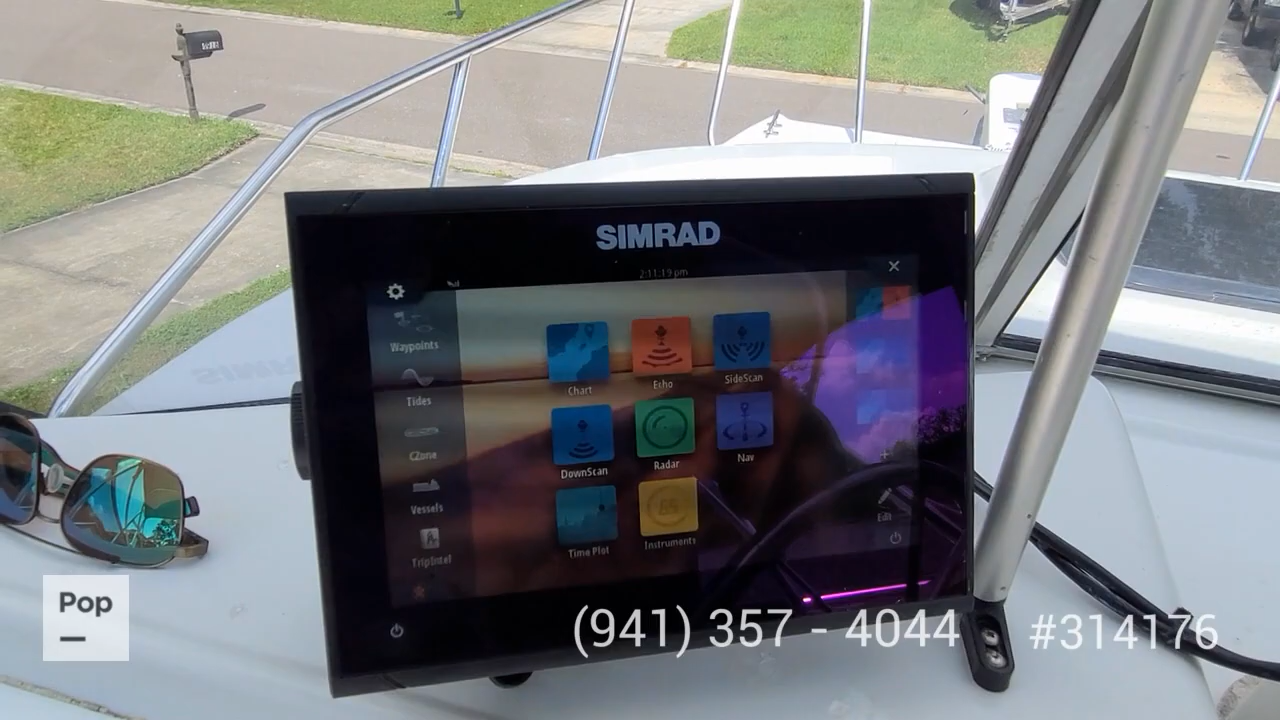 SIMRAD
2:11:19 pm
Waypoints
Tides
CZone
Vessels
TripIntel
Chart
Echo
SideScan
DownScan
Radar
Nav
Time Plot
Instruments
Edit
Pop
(941) 357 - 4044
#314176